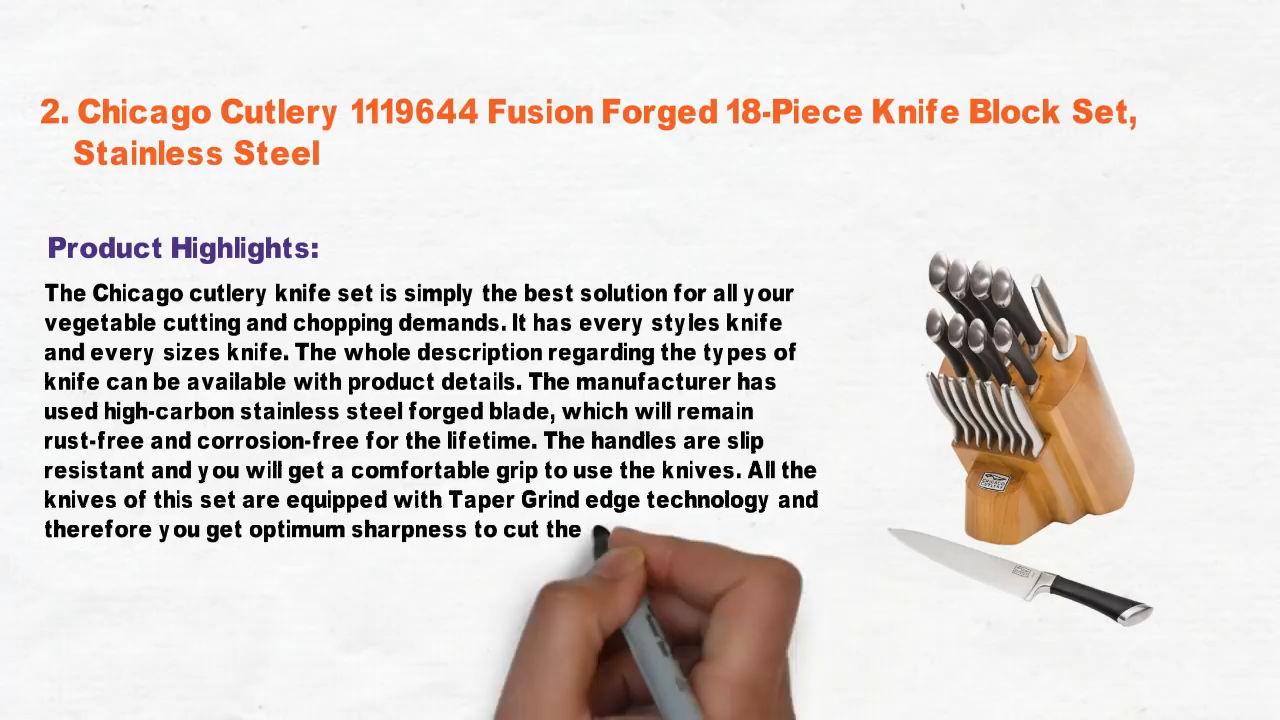 2. Chicago Cutlery 1119644 Fusion Forged 18-Piece Knife Block Set,
Stainless Steel
Product Highlights:
The Chicago cutlery knife set is simply the best solution for all your
vegetable cutting and chopping demands. It has every styles knife
and every sizes knife. The whole description regarding the types of
knife can be available with product details. The manufacturer has
used high-carbon stainless steel forged blade, which will remain
rust-free and corrosion-free for the lifetime. The handles are slip
resistant and you will get a comfortable grip to use the knives. All the
knives of this set are equipped with Taper Grind edge technology and
therefore you get optimum sharpness to cut the